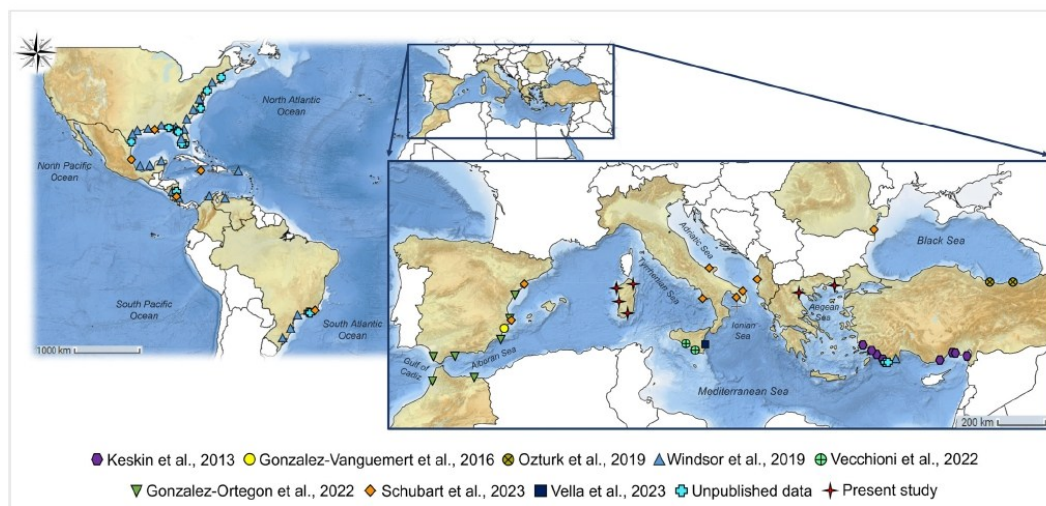 North Atlantic
Ocean
North Pacific
Ocean
South Pacific
Ocean
South Atlantic
Ocean
1000 km
Adriatic Sea
Tyrrhenian Sea
Black Sea
Aegean
Sea
Ionian
Sea
Alboran Sea
Gulf of
Cadiz
Mediterranean Sea
200 km
Keskin et al., 2013 Gonzalez-Vanguemert et al., 2016 Ozturk et al., 2019 Windsor et al., 2019 Vecchioni et al., 2022
Gonzalez-Ortegon et al., 2022 Schubart et al., 2023 Vella et al., 2023 Unpublished data Present study